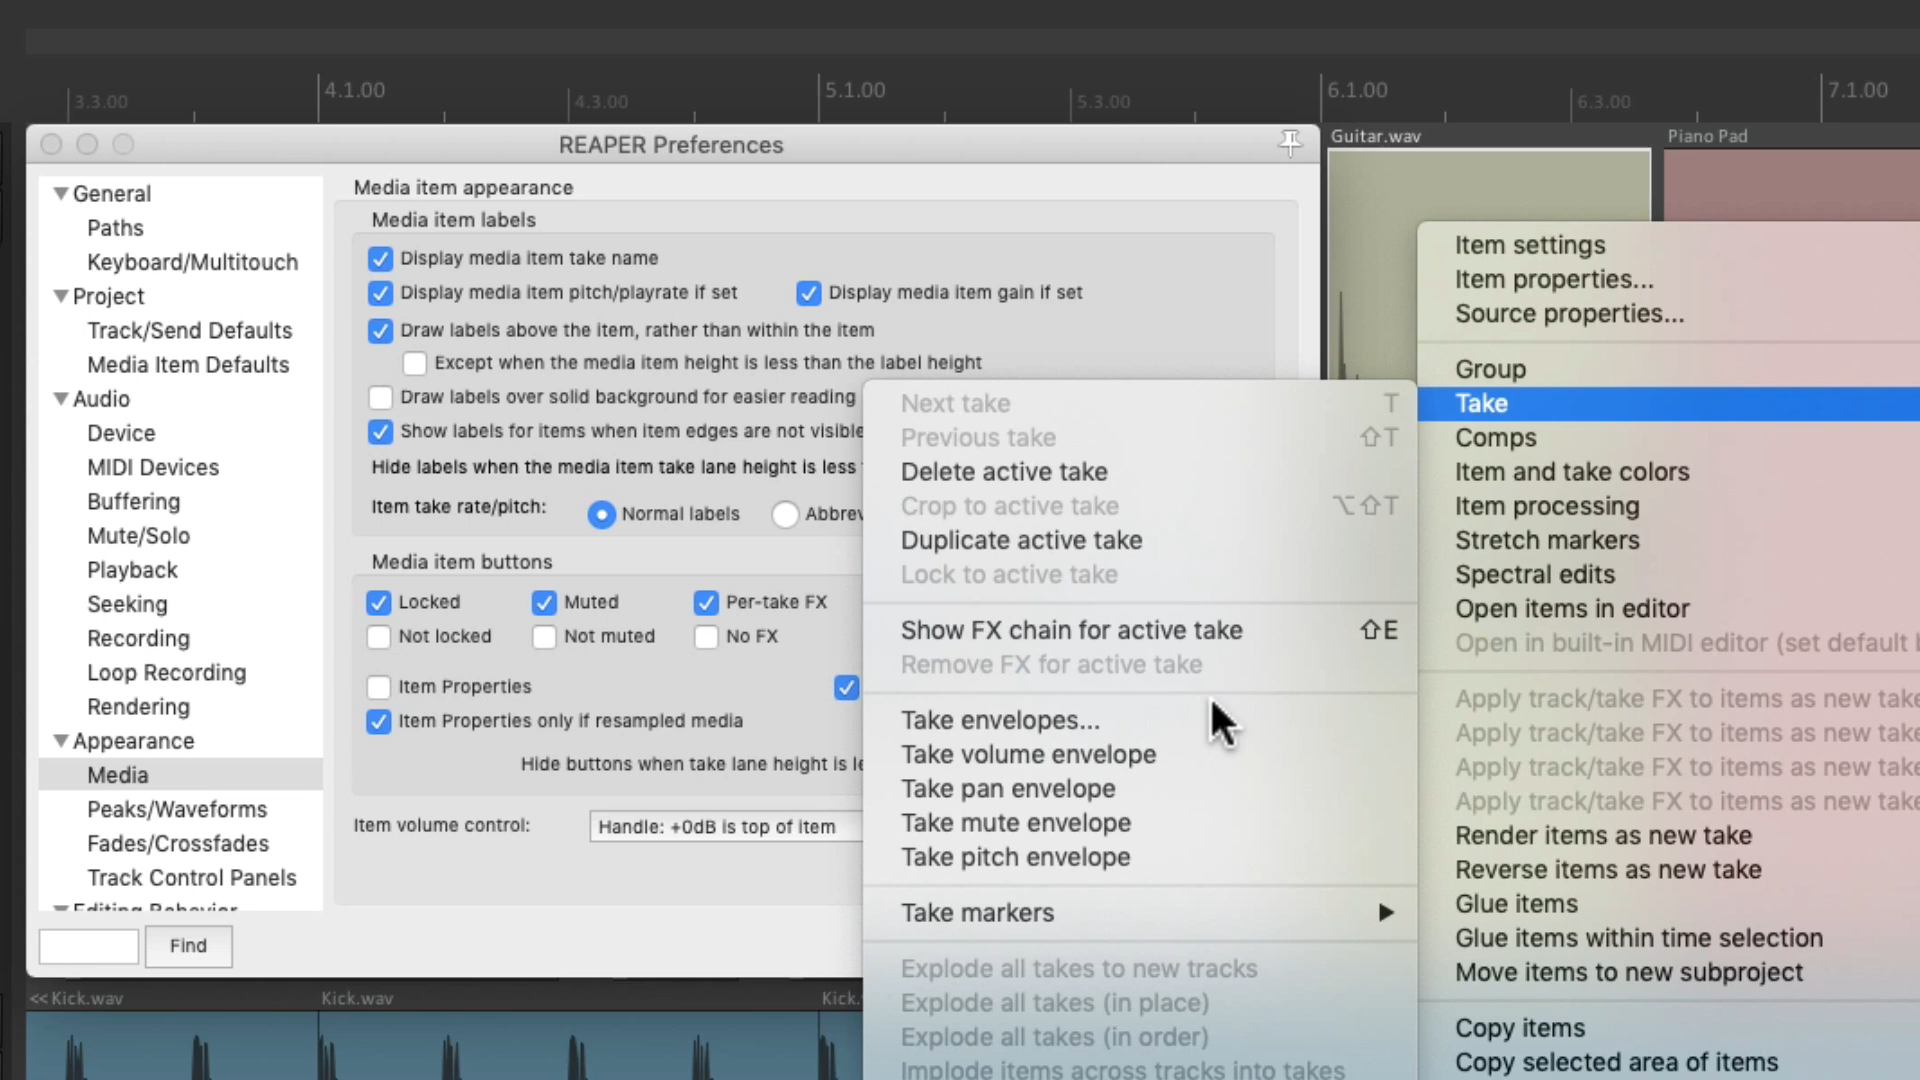 3.3.00
4.1.00
4.3.00
5.1.00
5.3.00
6.1.00
6.3.00
7.1.00
REAPER Preferences
Guitar.wav
Piano Pad
General
Paths
Keyboard/Multitouch
Project
Track/Send Defaults
Media Item Defaults
Audio
Device
MIDI Devices
Buffering
Mute/Solo
Playback
Seeking
Recording
Loop Recording
Rendering
Appearance
Media
Peaks/Waveforms
Fades/Crossfades
Track Control Panels
Editing Behavior
Find
Media item appearance
Media item labels
Display media item take name
Display media item pitch/playrate if set
Display media item gain if set
Draw labels above the item, rather than within the item
Except when the media item height is less than the label height
Draw labels over solid background for easier reading
Show labels for items when item edges are not visible
Hide labels when the media item take lane height is less
Item take rate/pitch:
Normal labels
Abbrev
Media item buttons
Locked
Muted
Per-take FX
Not locked
Not muted
No FX
Item Properties
Item Properties only if resampled media
Hide buttons when take lane height is le
Item volume control:
Handle: +0dB is top of item
Next take T
Previous take ⇧T
Delete active take
Crop to active take ⌥⇧T
Duplicate active take
Lock to active take
Show FX chain for active take ⇧E
Remove FX for active take
Take envelopes...
Take volume envelope
Take pan envelope
Take mute envelope
Take pitch envelope
Take markers
Explode all takes to new tracks
Explode all takes (in place)
Explode all takes (in order)
Implode items across tracks into takes
Item settings
Item properties...
Source properties...
Group
Take
Comps
Item and take colors
Item processing
Stretch markers
Spectral edits
Open items in editor
Open in built-in MIDI editor (set default b
Apply track/take FX to items as new take
Apply track/take FX to items as new take
Apply track/take FX to items as new take
Apply track/take FX to items as new take
Render items as new take
Reverse items as new take
Glue items
Glue items within time selection
Move items to new subproject
Copy items
Copy selected area of items
<<Kick.wav
Kick.wav
Kick.